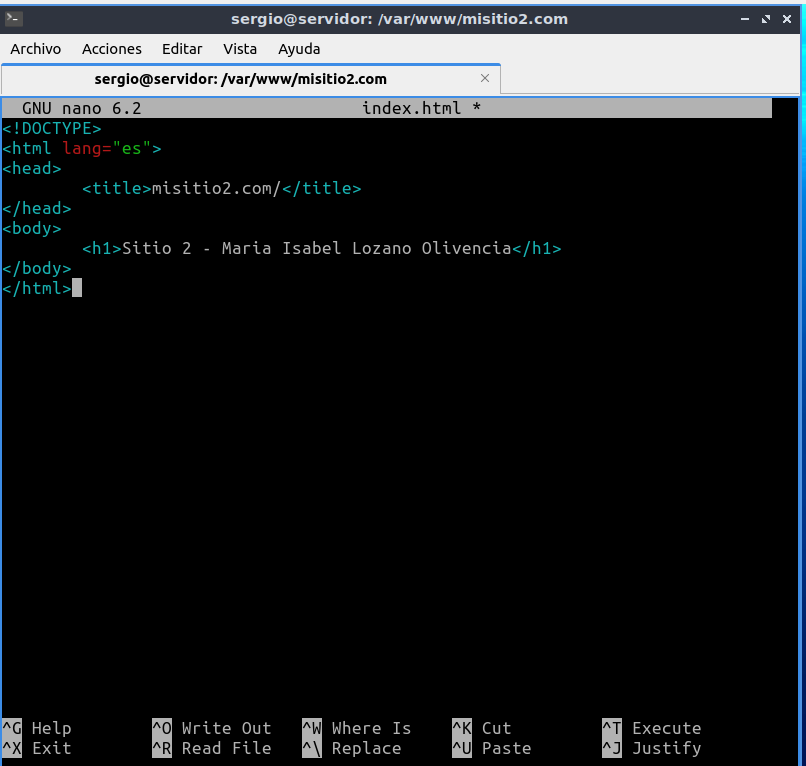 sergio@servidor: /var/www/misitio2.com
Archivo Acciones Editar Vista Ayuda
sergio@servidor: /var/www/misitio2.com
GNU nano 6.2 index.html *
<!DOCTYPE>
<html lang="es">
<head>
<title>misitio2.com/</title>
</head>
<body>
<h1>Sitio 2 - Maria Isabel Lozano Olivencia</h1>
</body>
</html>
^G Help ^O Write Out ^W Where Is ^K Cut ^T Execute
^X Exit ^R Read File ^\ Replace ^U Paste ^J Justify